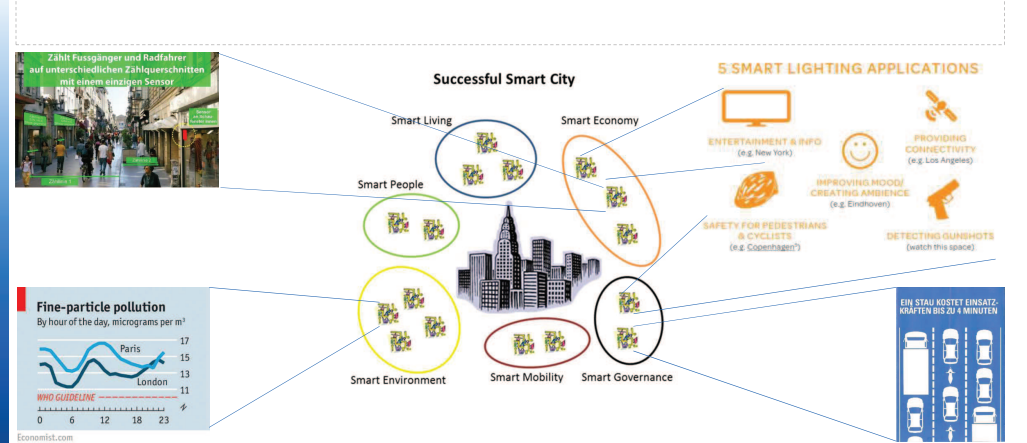 Zählt Fussgänger und Radfahrer
auf unterschiedlichen Zählquerschnitten
mit einem einzigen Sensor
Successful Smart City
Smart Living
Smart Economy
Smart People
Smart Environment
Smart Mobility
Smart Governance
5 SMART LIGHTING APPLICATIONS
ENTERTAINMENT & INFO
(e.g. New York)
PROVIDING
CONNECTIVITY
(e.g. Los Angeles)
IMPROVING MOOD/
CREATING AMBIENCE
(e.g. Eindhoven)
SAFETY FOR PEDESTRIANS
& CYCLISTS
(e.g. Copenhagen⁹)
DETECTING GUNSHOTS
(watch this space)
Fine-particle pollution
By hour of the day, micrograms per m³
17
Paris
15
13
London
11
WHO GUIDELINE
0 6 12 18 23
Economist.com
EIN STAU KOSTET EINSATZ-
KRÄFTEN BIS ZU 4 MINUTEN